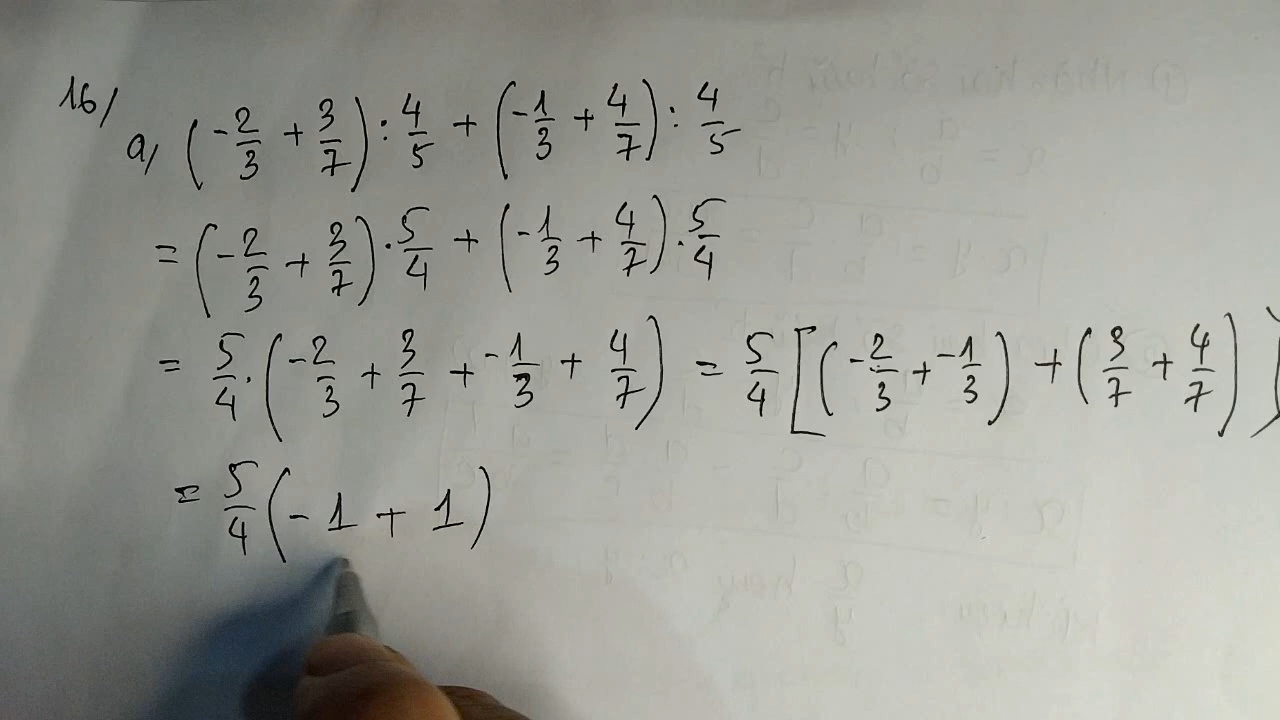 16/
a, (-2/3 + 3/7) : 4/5 + (-1/3 + 4/7) : 4/5
= (-2/3 + 3/7) . 5/4 + (-1/3 + 4/7) . 5/4
= 5/4 . (-2/3 + 3/7 + -1/3 + 4/7) = 5/4 [(-2/3 + -1/3) + (3/7 + 4/7)]
= 5/4 (-1 + 1)